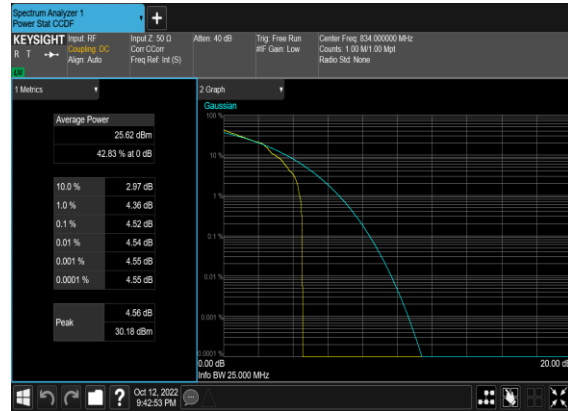 Spectrum Analyzer 1
Power Stat CCDF
KEYSIGHT
R T
LW
Input: RF
Coupling: DC
Align: Auto
Input Z: 50 Ω
Corr CCorr
Freq Ref: Int (S)
Atten: 40 dB
Trig: Free Run
#IF Gain: Low
Center Freq: 834.000000 MHz
Counts: 1.00 M/1.00 Mpt
Radio Std: None
1 Metrics
Average Power
25.62 dBm
42.83 % at 0 dB
10.0 % 2.97 dB
1.0 % 4.36 dB
0.1 % 4.52 dB
0.01 % 4.54 dB
0.001 % 4.55 dB
0.0001 % 4.55 dB
Peak 4.56 dB
30.18 dBm
2 Graph
Gaussian
100 %
10 %
1 %
0.1 %
0.01 %
0.001 %
0.0001 %
0.00 dB 20.00 dB
Info BW 25.000 MHz
Oct 12, 2022
9:42:53 PM